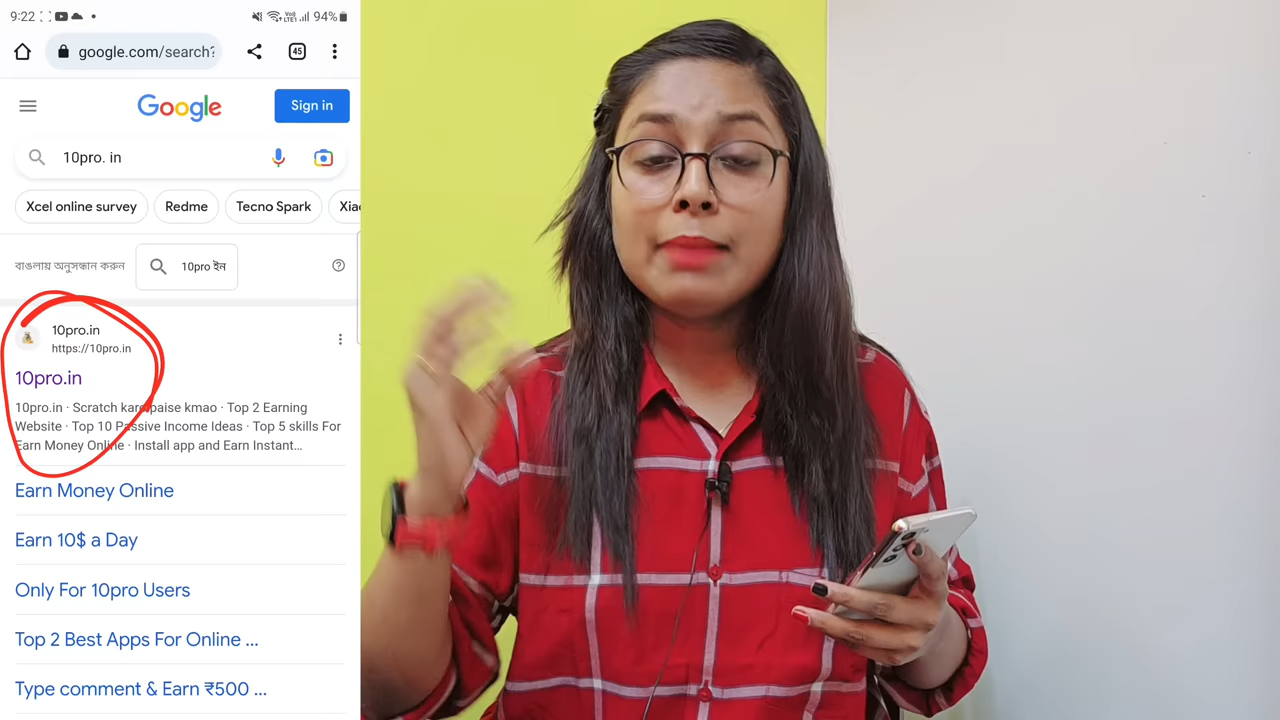 9:22
Vo))
LTE1
94%
google.com/search?
45
Google
Sign in
10pro. in
Xcel online survey
Redme
Tecno Spark
Xiao
বাঙলায় অনুসন্ধান করুন
10pro ইন
10pro.in
https://10pro.in
10pro.in
10pro.in · Scratch kare paise kmao · Top 2 Earning
Website · Top 10 Passive Income Ideas · Top 5 skills For
Earn Money Online · Install app and Earn Instant...
Earn Money Online
Earn 10$ a Day
Only For 10pro Users
Top 2 Best Apps For Online ...
Type comment & Earn ₹500 ...